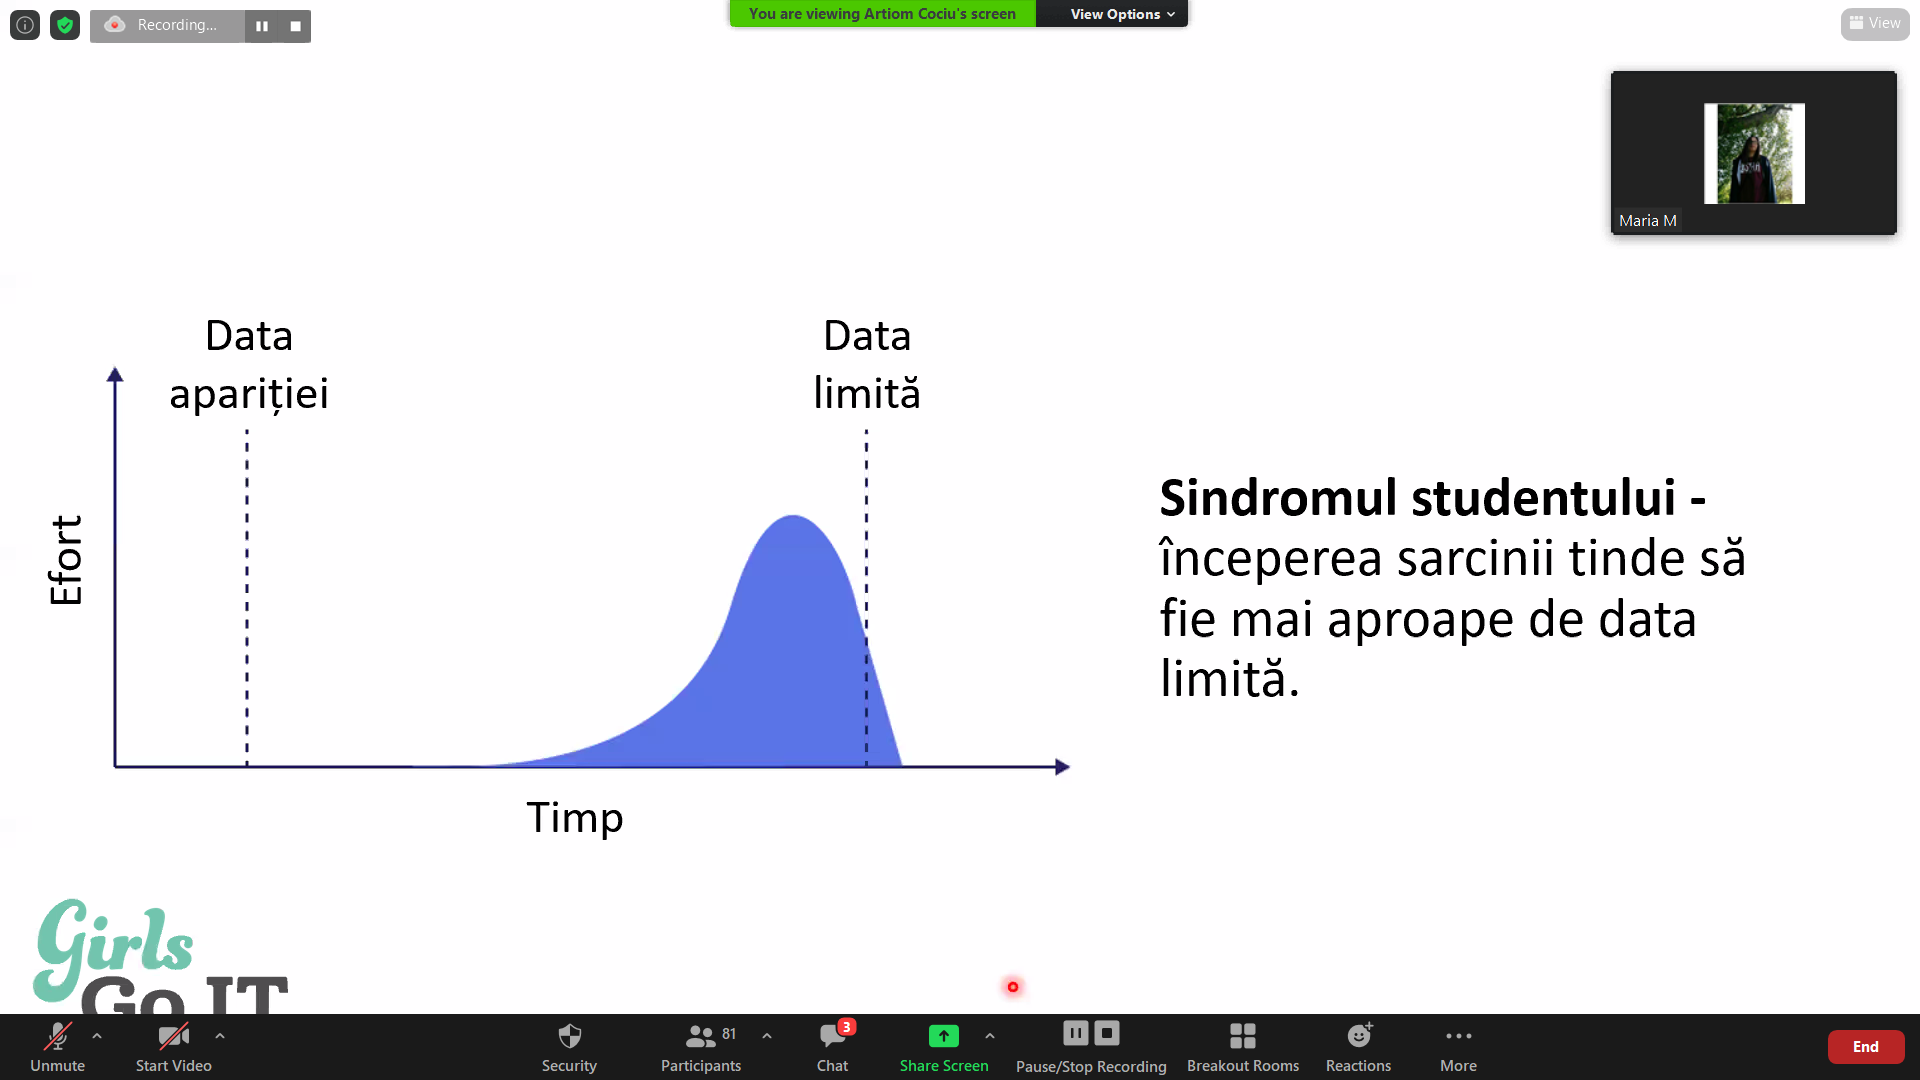 Recording...
You are viewing Artiom Cociu's screen
View Options
View
Maria M
Data
apariției
Data
limită
Efort
Timp
Sindromul studentului -
începerea sarcinii tinde să
fie mai aproape de data
limită.
Girls
Go IT
Unmute
Start Video
Security
81
Participants
3
Chat
Share Screen
Pause/Stop Recording
Breakout Rooms
Reactions
More
End